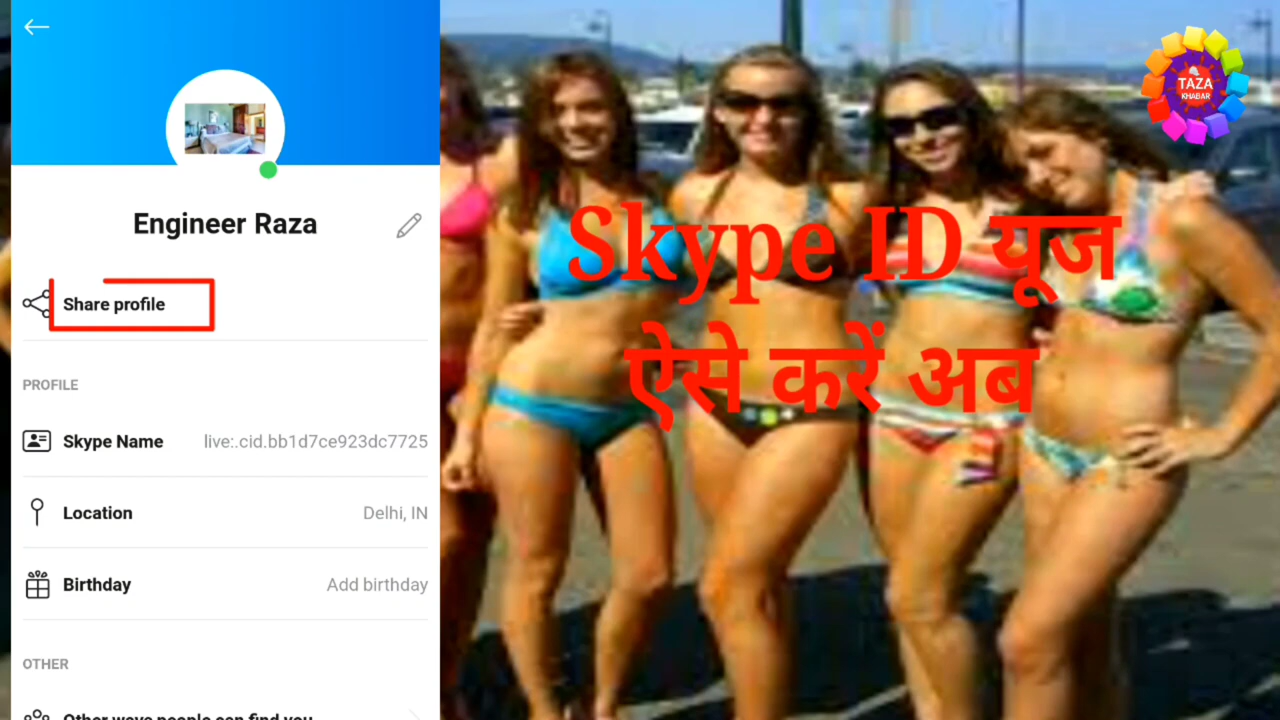 Engineer Raza
Share profile
PROFILE
Skype Name live:.cid.bb1d7ce923dc7725
Location Delhi, IN
Birthday Add birthday
OTHER
Other ways people can find you
Skype ID यूज
ऐसे करें अब
TAZA
KHABAR